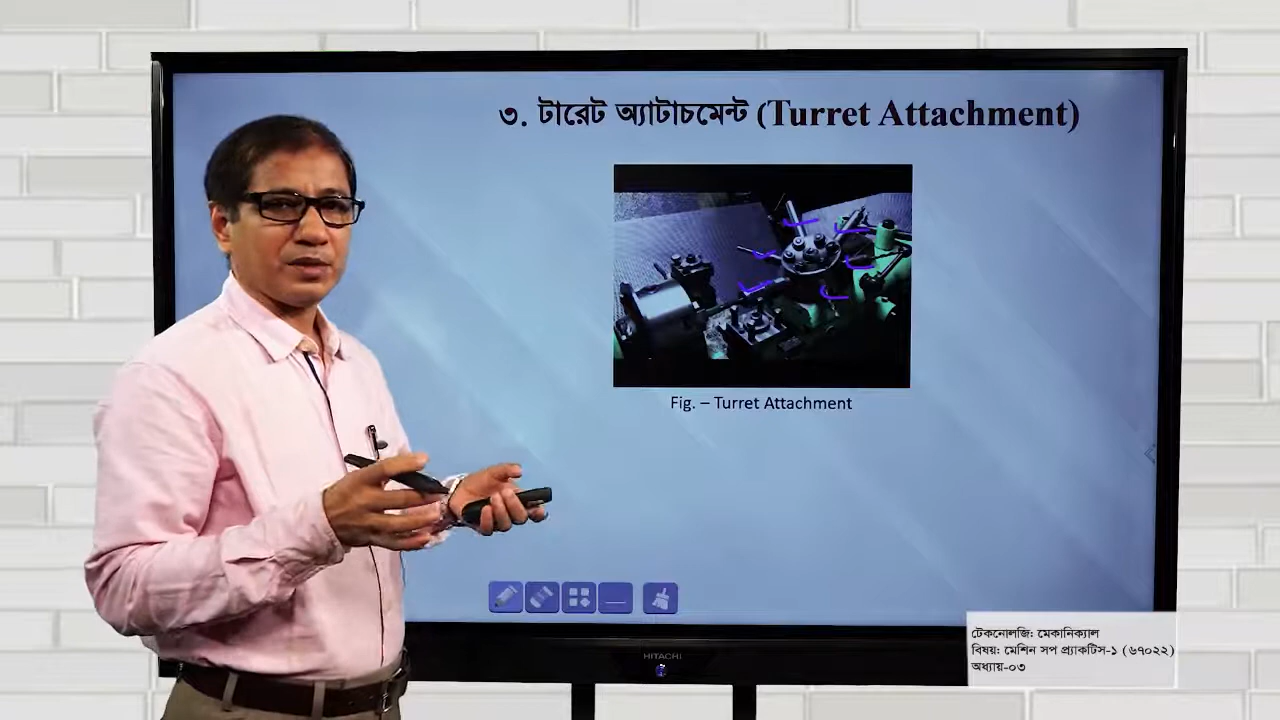 ৩. টারেট অ্যাটাচমেন্ট (Turret Attachment)
Fig. – Turret Attachment
HITACHI
টেকনোলজি: মেকানিক্যাল
বিষয়: মেশিন সপ প্র্যাকটিস-১ (৬৭০২২)
অধ্যায়-০৩